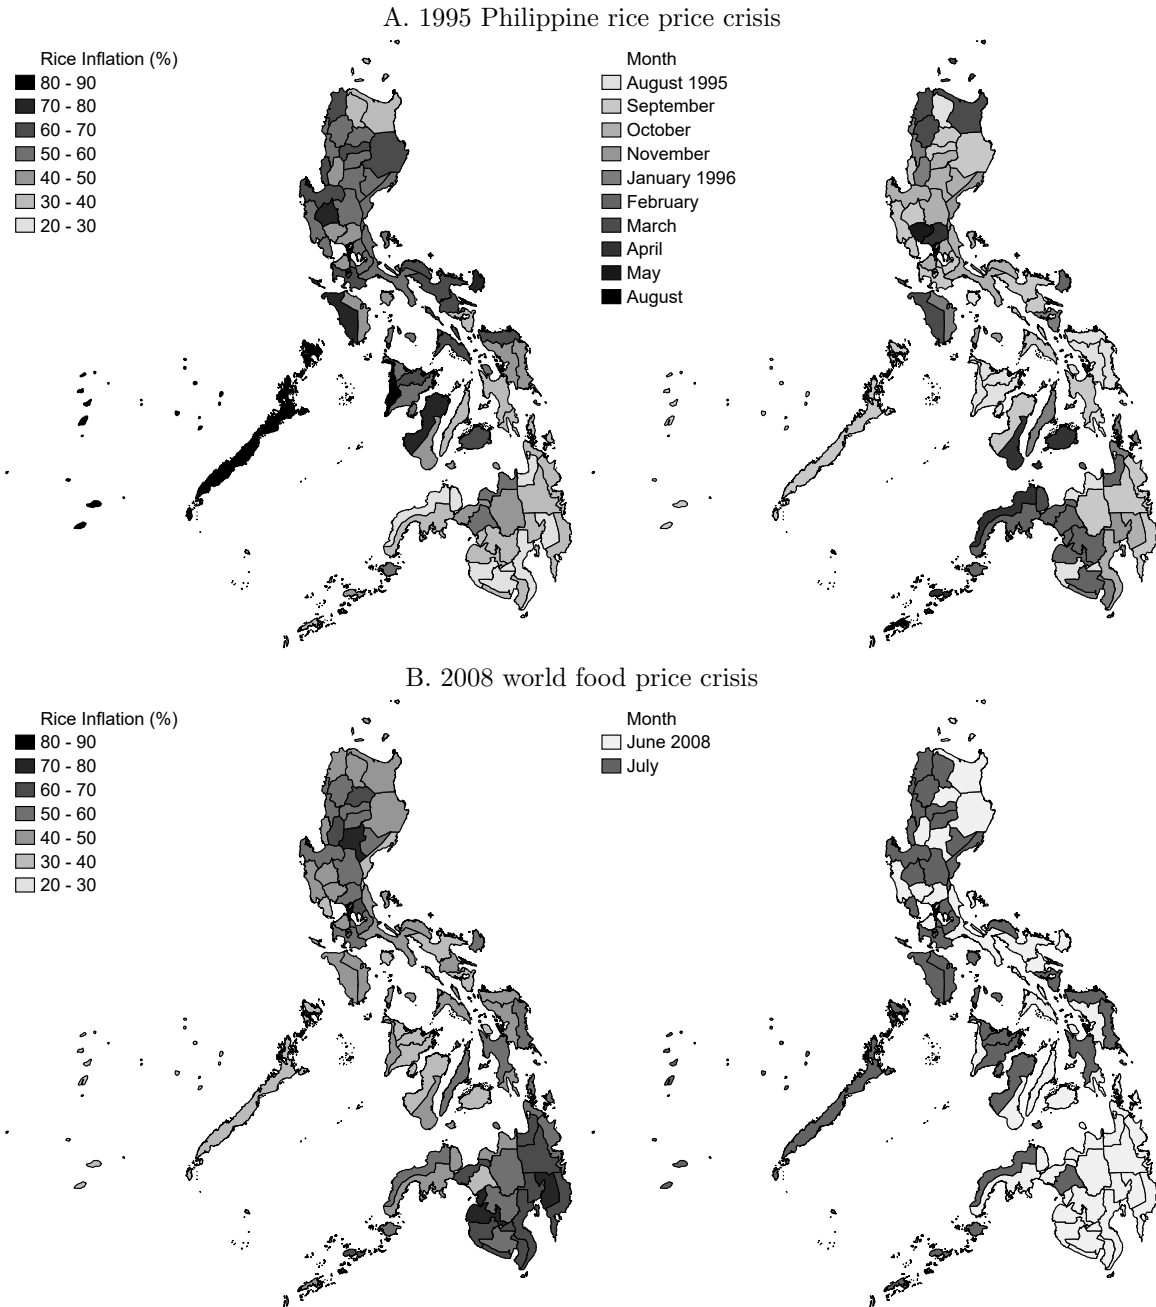 A. 1995 Philippine rice price crisis
Rice Inflation (%)
80 - 90
70 - 80
60 - 70
50 - 60
40 - 50
30 - 40
20 - 30
Month
August 1995
September
October
November
January 1996
February
March
April
May
August
B. 2008 world food price crisis
Rice Inflation (%)
80 - 90
70 - 80
60 - 70
50 - 60
40 - 50
30 - 40
20 - 30
Month
June 2008
July